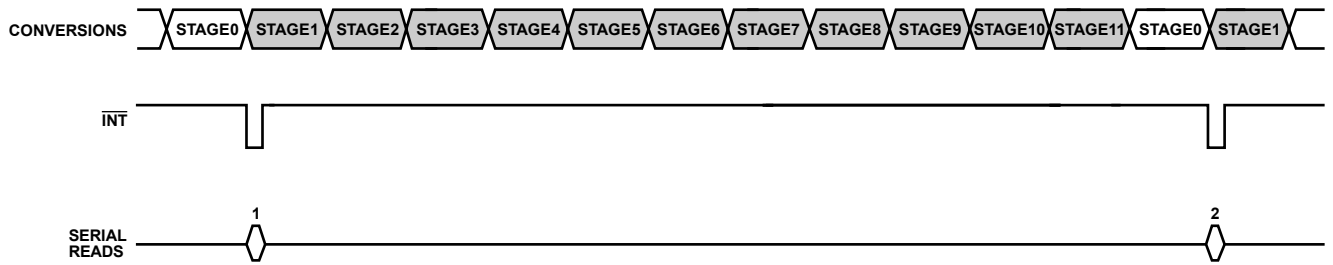 CONVERSIONS STAGE0 STAGE1 STAGE2 STAGE3 STAGE4 STAGE5 STAGE6 STAGE7 STAGE8 STAGE9 STAGE10 STAGE11 STAGE0 STAGE1
INT
1 2
SERIAL
READS